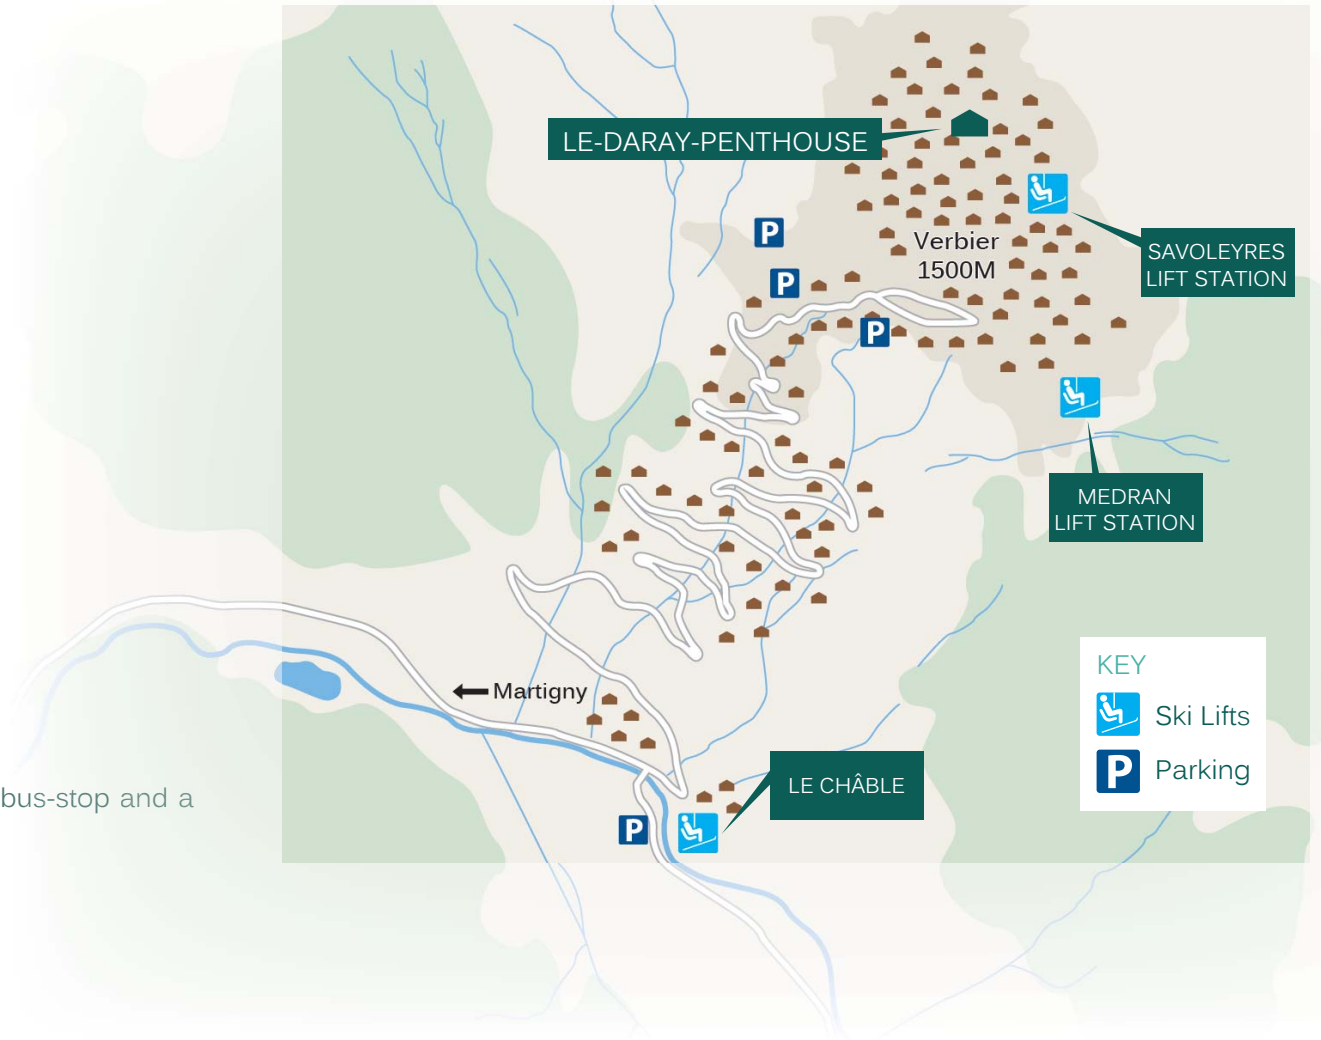 LE-DARAY-PENTHOUSE
P
Verbier
1500M
SAVOLEYRES
LIFT STATION
P
P
MEDRAN
LIFT STATION
Martigny
KEY
Ski Lifts
P Parking
LE CHÂBLE
bus-stop and a
P